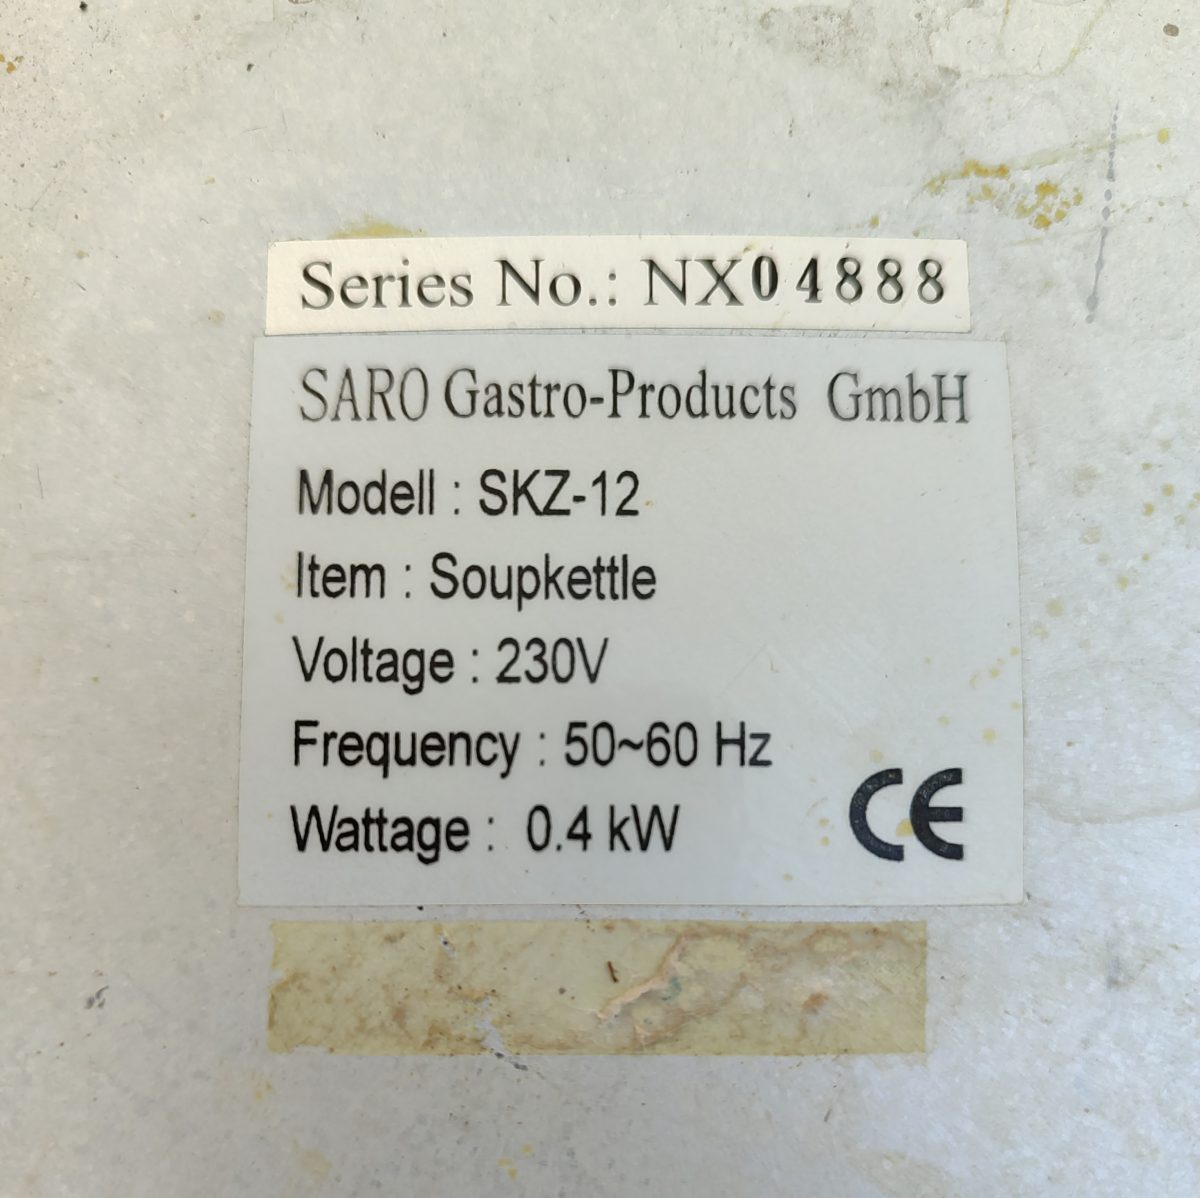 Series No.: NX04888
SARO Gastro-Products GmbH
Modell : SKZ-12
Item : Soupkettle
Voltage : 230V
Frequency : 50~60 Hz
Wattage : 0.4 kW
CE